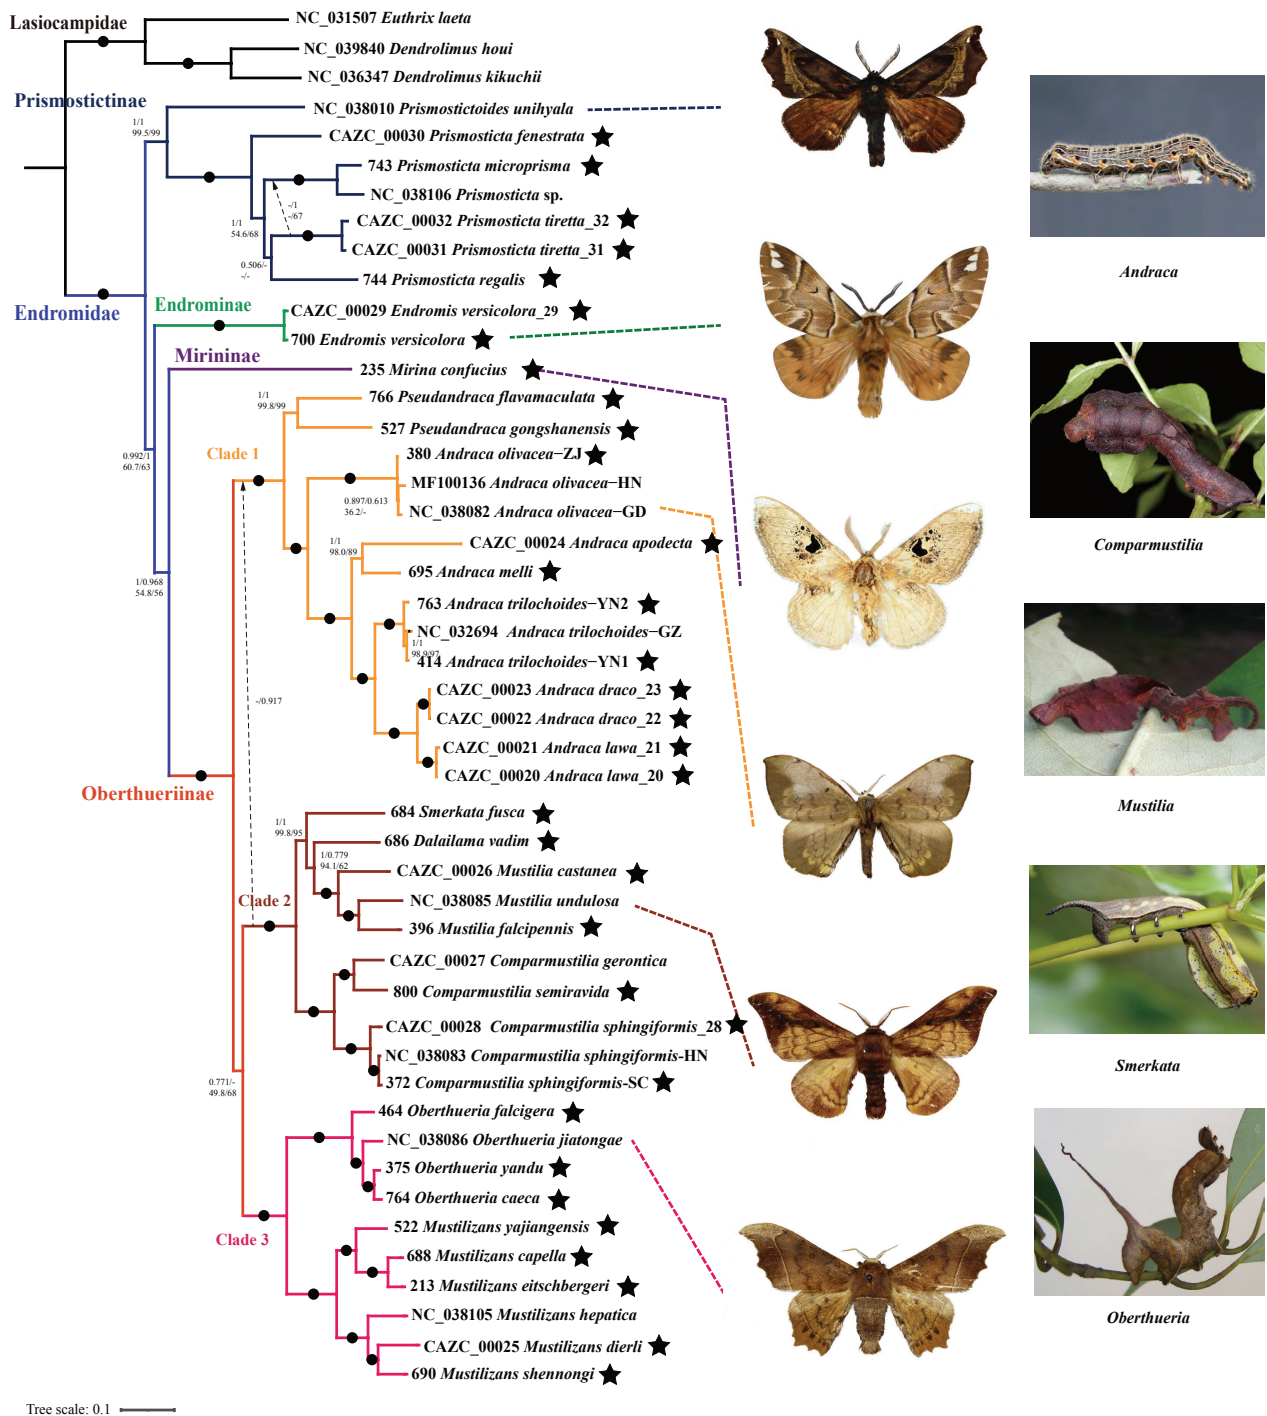 Lasiocampidae
NC_031507 Euthrix laeta
NC_039840 Dendrolimus houi
NC_036347 Dendrolimus kikuchii
Prismostictinae
NC_038010 Prismostictoides unihyala
1/1
99.5/99
CAZC_00030 Prismosticta fenestrata
743 Prismosticta microprisma
NC_038106 Prismosticta sp.
-/1
-/67
CAZC_00032 Prismosticta tiretta_32
1/1
54.6/68
CAZC_00031 Prismosticta tiretta_31
0.506/-
-/-
744 Prismosticta regalis
Endromidae
Endrominae
CAZC_00029 Endromis versicolora_29
700 Endromis versicolora
Mirininae
235 Mirina confucius
1/1
99.8/99
766 Pseudandraca flavamaculata
527 Pseudandraca gongshanensis
Clade 1
0.992/1
60.7/63
380 Andraca olivacea−ZJ
MF100136 Andraca olivacea−HN
0.897/0.613
36.2/-
NC_038082 Andraca olivacea−GD
1/1
98.0/89
CAZC_00024 Andraca apodecta
695 Andraca melli
1/0.968
54.8/56
763 Andraca trilochoides−YN2
NC_032694 Andraca trilochoides−GZ
1/1
98.9/97
414 Andraca trilochoides−YN1
CAZC_00023 Andraca draco_23
-/0.917
CAZC_00022 Andraca draco_22
CAZC_00021 Andraca lawa_21
CAZC_00020 Andraca lawa_20
Oberthueriinae
684 Smerkata fusca
1/1
99.8/95
686 Dalailama vadim
1/0.779
94.1/62
CAZC_00026 Mustilia castanea
Clade 2
NC_038085 Mustilia undulosa
396 Mustilia falcipennis
CAZC_00027 Comparmustilia gerontica
800 Comparmustilia semiravida
CAZC_00028 Comparmustilia sphingiformis_28
NC_038083 Comparmustilia sphingiformis-HN
372 Comparmustilia sphingiformis-SC
0.771/-
49.8/68
464 Oberthueria falcigera
NC_038086 Oberthueria jiatongae
375 Oberthueria yandu
764 Oberthueria caeca
Clade 3
522 Mustilizans yajiangensis
688 Mustilizans capella
213 Mustilizans eitschbergeri
NC_038105 Mustilizans hepatica
CAZC_00025 Mustilizans dierli
690 Mustilizans shennongi
Tree scale: 0.1
Andraca
Comparmustilia
Mustilia
Smerkata
Oberthueria